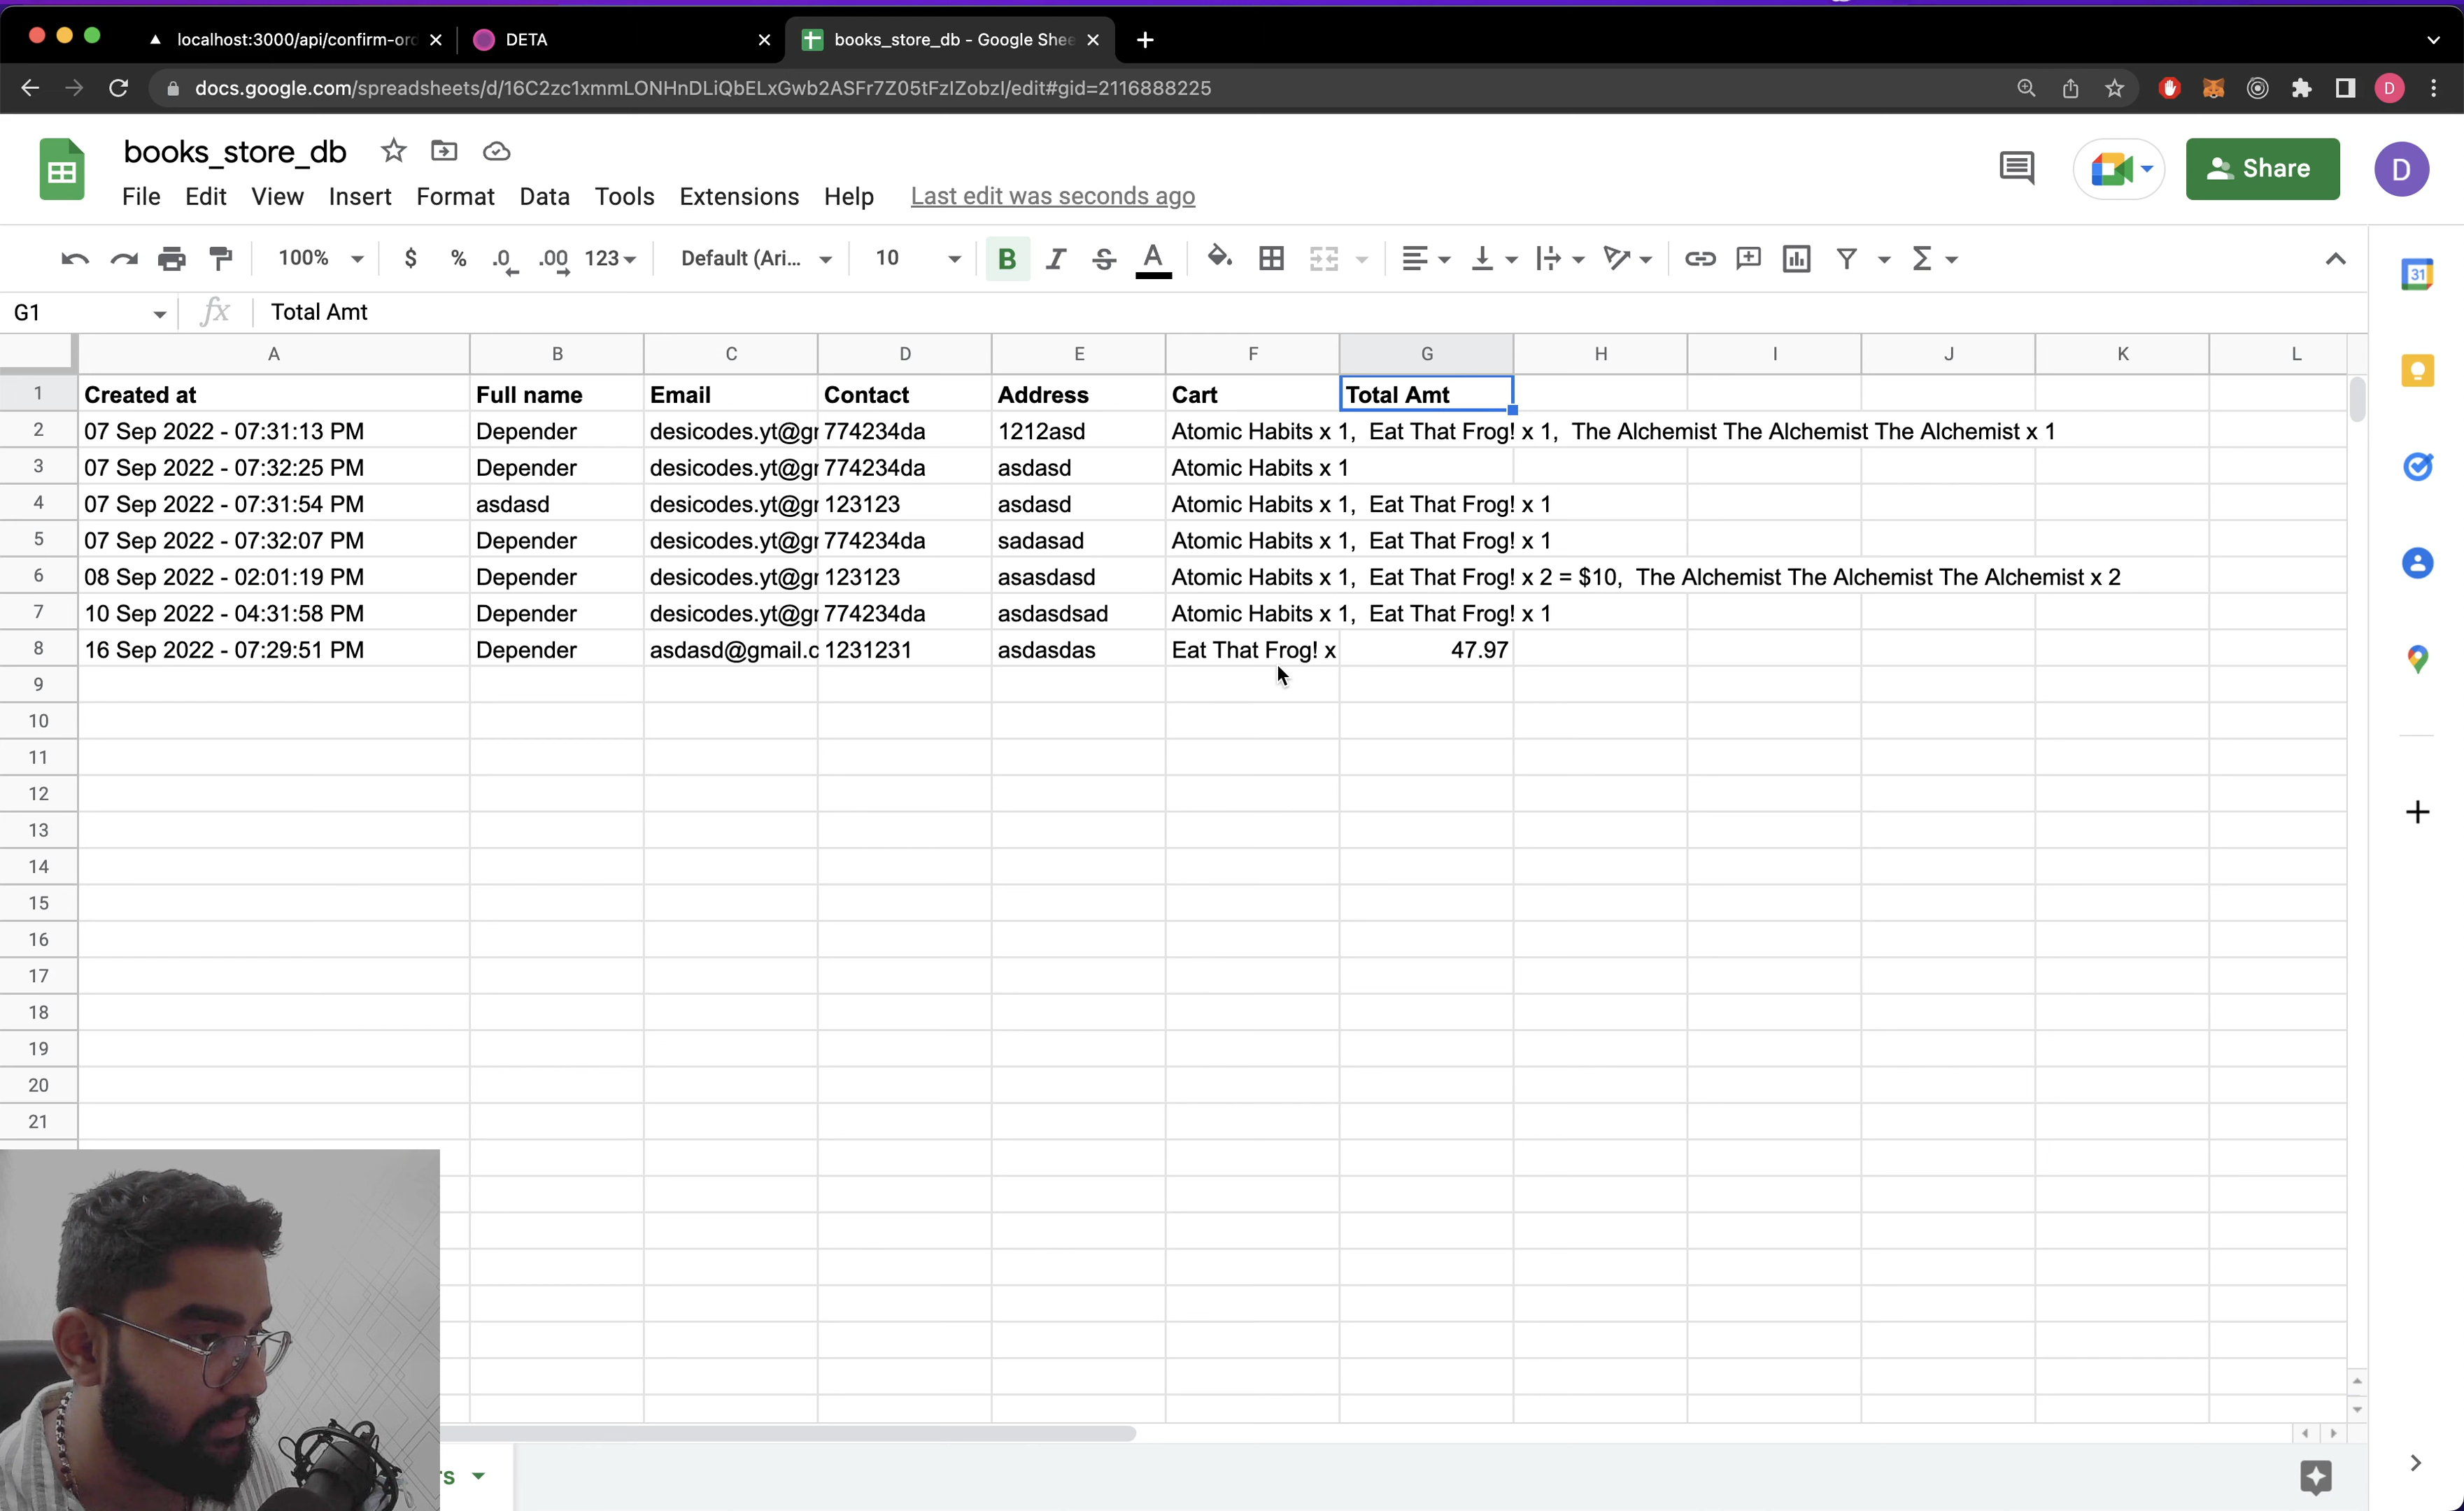 localhost:3000/api/confirm-orc
DETA
books_store_db - Google Shee
docs.google.com/spreadsheets/d/16C2zc1xmmLONHnDLiQbELxGwb2ASFr7Z05tFzIZobzI/edit#gid=2116888225
D
books_store_db
Share
D
File Edit View Insert Format Data Tools Extensions Help Last edit was seconds ago
100% $ % .0 .00 123 Default (Ari... 10 B I S A
31
G1 fx Total Amt
A B C D E F G H I J K L
1 Created at Full name Email Contact Address Cart Total Amt
2 07 Sep 2022 - 07:31:13 PM Depender desicodes.yt@gr 774234da 1212asd Atomic Habits x 1, Eat That Frog! x 1, The Alchemist The Alchemist The Alchemist x 1
3 07 Sep 2022 - 07:32:25 PM Depender desicodes.yt@gr 774234da asdasd Atomic Habits x 1
4 07 Sep 2022 - 07:31:54 PM asdasd desicodes.yt@gr 123123 asdasd Atomic Habits x 1, Eat That Frog! x 1
5 07 Sep 2022 - 07:32:07 PM Depender desicodes.yt@gr 774234da sadasad Atomic Habits x 1, Eat That Frog! x 1
6 08 Sep 2022 - 02:01:19 PM Depender desicodes.yt@gr 123123 asasdasd Atomic Habits x 1, Eat That Frog! x 2 = $10, The Alchemist The Alchemist The Alchemist x 2
7 10 Sep 2022 - 04:31:58 PM Depender desicodes.yt@gr 774234da asdasdsad Atomic Habits x 1, Eat That Frog! x 1
8 16 Sep 2022 - 07:29:51 PM Depender asdasd@gmail.c 1231231 asdasdas Eat That Frog! x 47.97
9
10
11
12
13
14
15
16
17
18
19
20
21